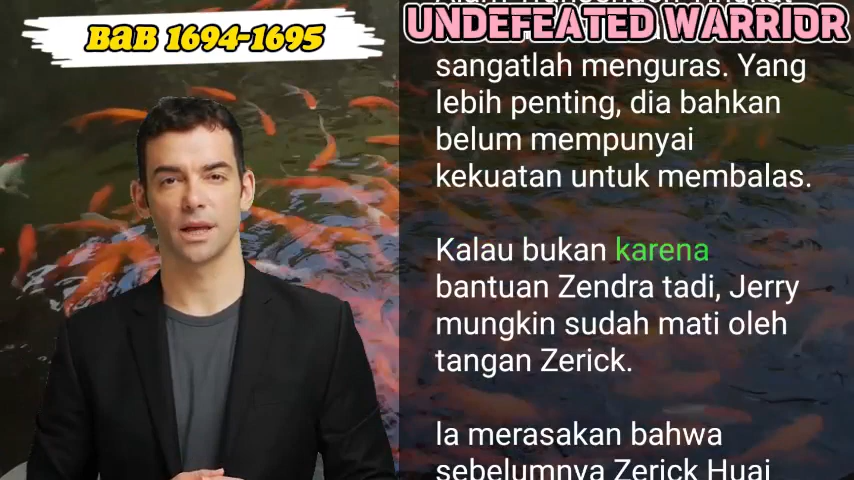 BAB 1694-1695
UNDEFEATED WARRIOR
sangatlah menguras. Yang
lebih penting, dia bahkan
belum mempunyai
kekuatan untuk membalas.
Kalau bukan karena
bantuan Zendra tadi, Jerry
mungkin sudah mati oleh
tangan Zerick.
la merasakan bahwa
sebelumnya Zerick Huai